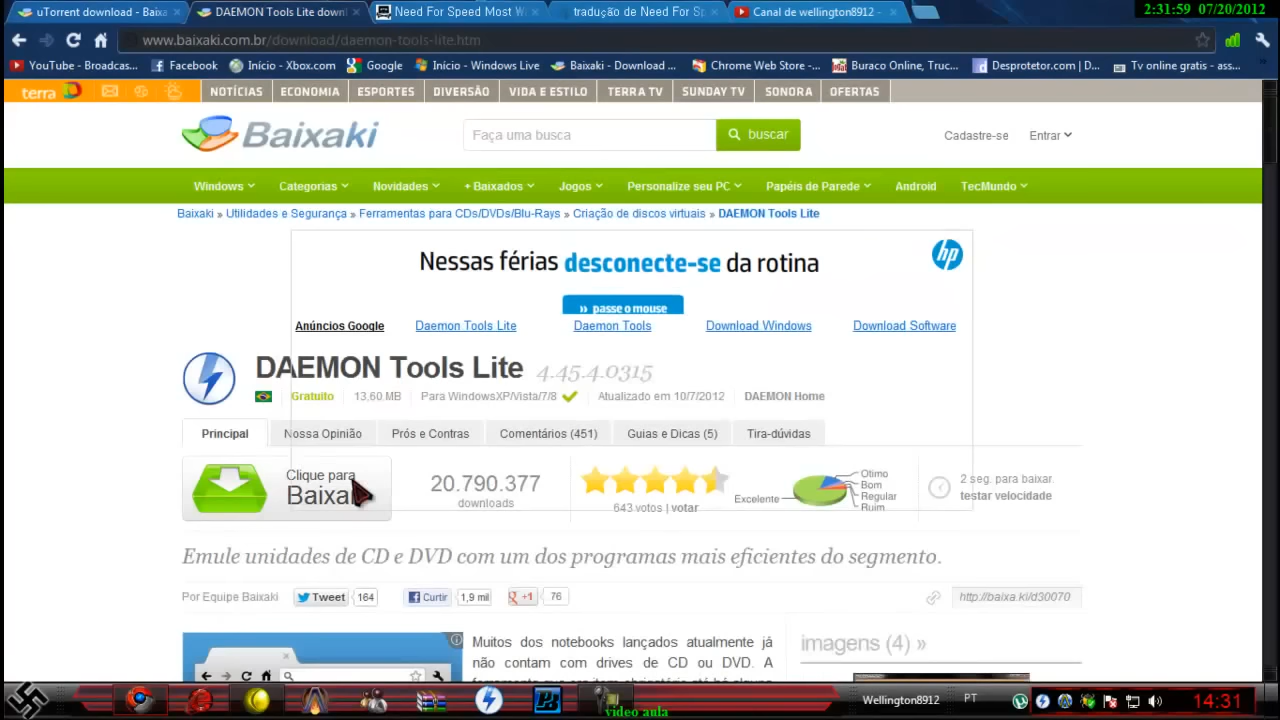 2:31:59 07/20/2012
uTorrent download - Baixa
DAEMON Tools Lite downl
Need For Speed Most W
tradução de Need For Sp
Canal de wellington8912 -
www.baixaki.com.br/download/daemon-tools-lite.htm
YouTube - Broadcas...
Facebook
Início - Xbox.com
Google
Início - Windows Live
Baixaki - Download ...
Chrome Web Store -...
Buraco Online, Truc...
Desprotetor.com | D...
Tv online gratis - ass...
terra
NOTÍCIAS
ECONOMIA
ESPORTES
DIVERSÃO
VIDA E ESTILO
TERRA TV
SUNDAY TV
SONORA
OFERTAS
Baixaki
Faça uma busca
buscar
Cadastre-se
Entrar
Windows
Categorias
Novidades
+ Baixados
Jogos
Personalize seu PC
Papéis de Parede
Android
TecMundo
Baixaki » Utilidades e Segurança » Ferramentas para CDs/DVDs/Blu-Rays » Criação de discos virtuais » DAEMON Tools Lite
Nessas férias desconecte-se da rotina
hp
» passe o mouse
Anúncios Google
Daemon Tools Lite
Daemon Tools
Download Windows
Download Software
DAEMON Tools Lite 4.45.4.0315
Gratuito
13,60 MB
Para WindowsXP/Vista/7/8
Atualizado em 10/7/2012
DAEMON Home
Principal
Nossa Opinião
Prós e Contras
Comentários (451)
Guias e Dicas (5)
Tira-dúvidas
Clique para
Baixar
20.790.377
downloads
643 votos | votar
Excelente
Otimo
Bom
Regular
Ruim
2 seg. para baixar.
testar velocidade
Emule unidades de CD e DVD com um dos programas mais eficientes do segmento.
Por Equipe Baixaki
Tweet
164
Curtir
1,9 mil
+1
76
http://baixa.ki/d30070
Muitos dos notebooks lançados atualmente já
não contam com drives de CD ou DVD. A
imagens (4) »
Wellington8912
PT
14:31
video aula